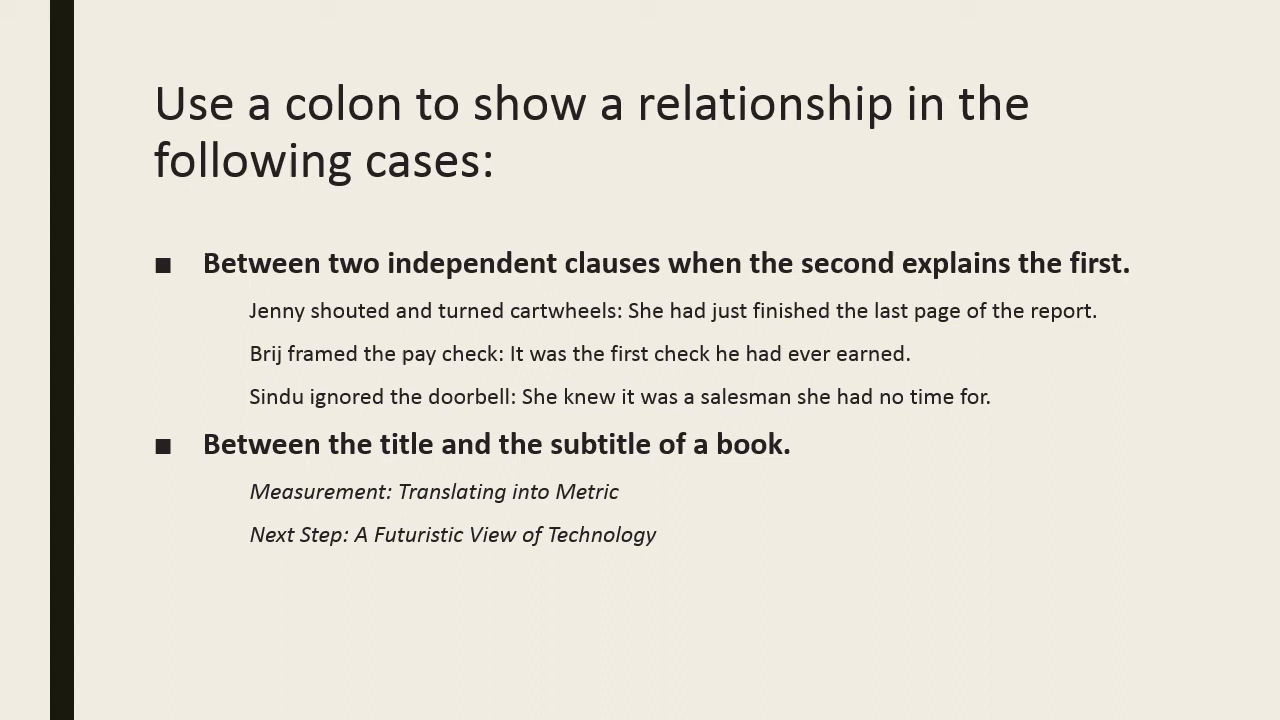 Use a colon to show a relationship in the
following cases:
■ Between two independent clauses when the second explains the first.
Jenny shouted and turned cartwheels: She had just finished the last page of the report.
Brij framed the pay check: It was the first check he had ever earned.
Sindu ignored the doorbell: She knew it was a salesman she had no time for.
■ Between the title and the subtitle of a book.
Measurement: Translating into Metric
Next Step: A Futuristic View of Technology